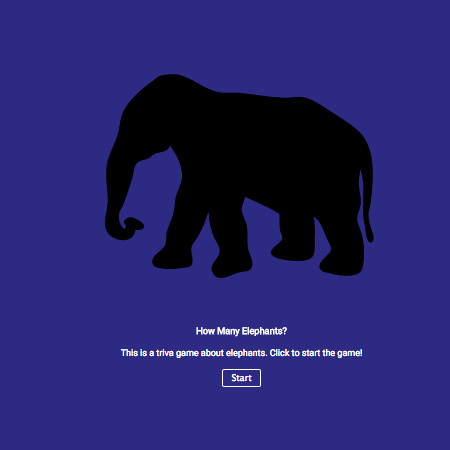 How Many Elephants?
This is a triva game about elephants. Click to start the game!
Start